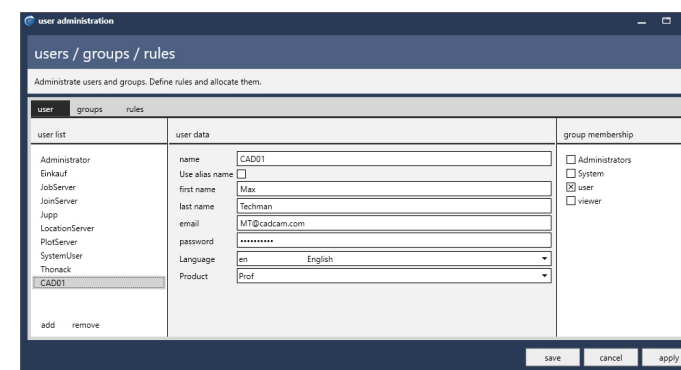 user administration
users / groups / rules
Administrate users and groups. Define rules and allocate them.
user groups rules
user list
Administrator
Einkauf
JobServer
JoinServer
Jupp
LocationServer
PlotServer
SystemUser
Thonack
CAD01
add remove
user data
name CAD01
Use alias name
first name Max
last name Techman
email MT@cadcam.com
password ••••••••••
Language en English
Product Prof
group membership
Administrators
System
user
viewer
save cancel apply